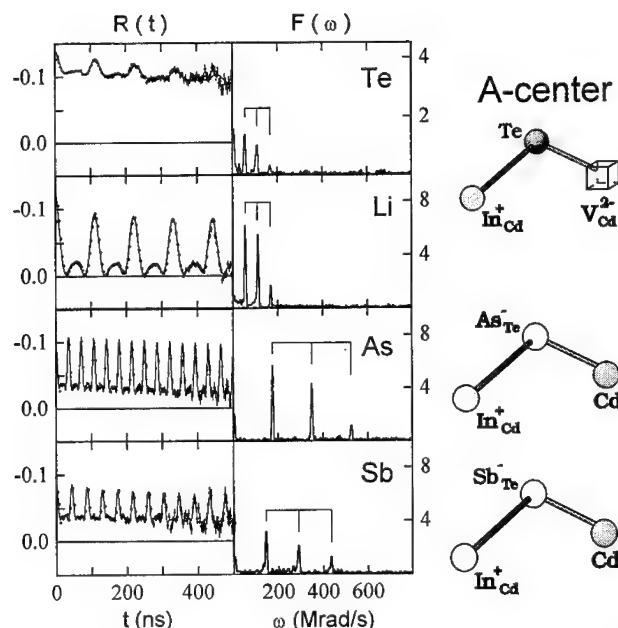 R (t) F (ω)
-0.1
0.0
Te
4
2
-0.1
0.0
Li
8
4
-0.1
0.0
As
8
4
-0.1
0.0
Sb
8
4
0 200 400
0 400 800
t (ns) ω (Mrad/s)
A-center
Te
In⁺Cd V²⁻Cd
As⁻Te
In⁺Cd Cd
Sb⁻Te
In⁺Cd Cd